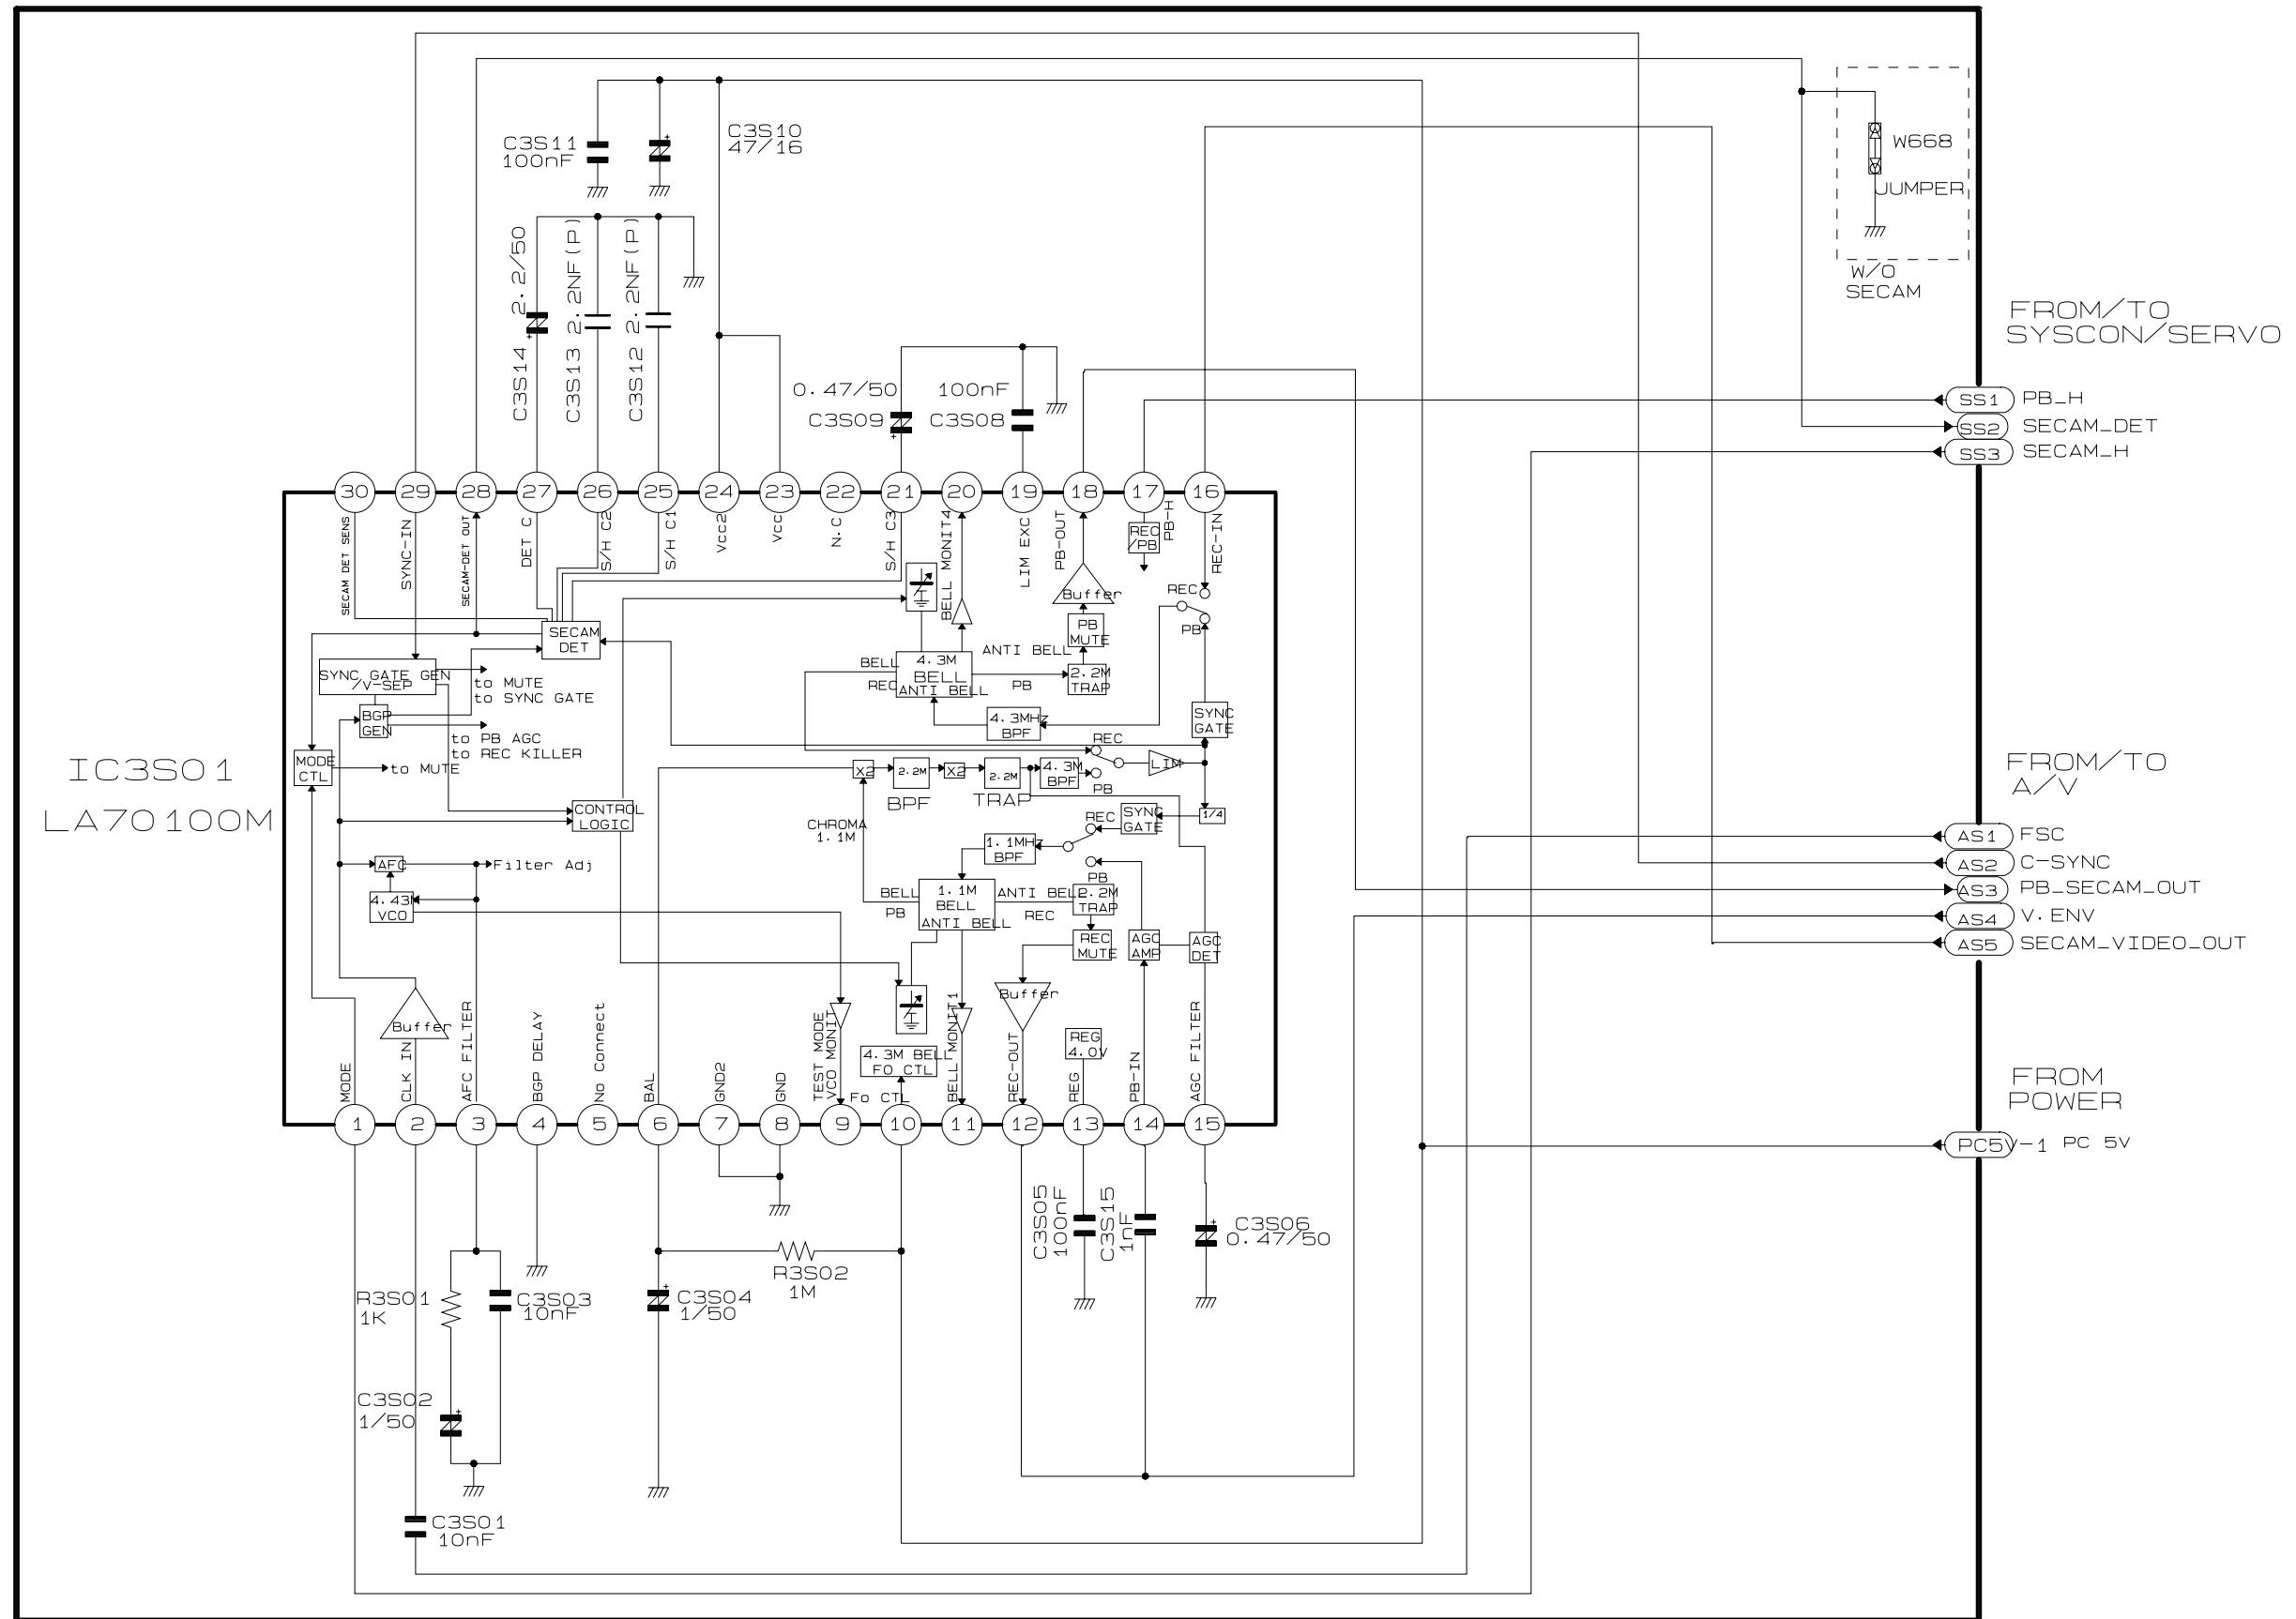 C3S11
100nF
C3S10
47/16
W668
JUMPER
W/O
SECAM
C3S14 2.2/50
C3S13 2.2NF(P)
C3S12 2.2NF(P)
FROM/TO
SYSCON/SERVO
0.47/50
C3S09
100nF
C3S08
SS1 PB_H
SS2 SECAM_DET
SS3 SECAM_H
30
29
28
27
26
25
24
23
22
21
20
19
18
17
16
SECAM DET SENS
SYNC-IN
SECAM-DET OUT
DET C
S/H C2
S/H C1
Vcc2
Vcc
N.C
S/H C3
BELL MONIT4
LIM EXC
PB-OUT
REC
/PB
PB-H
REC-IN
Buffer
REC
PB
SECAM
DET
PB
MUTE
ANTI BELL
SYNC GATE GEN
/V-SEP
to MUTE
to SYNC GATE
BELL
REC
4.3M
BELL
ANTI BELL
PB
2.2M
TRAP
BGP
GEN
4.3MHz
BPF
SYNC
GATE
to PB AGC
to REC KILLER
IC3S01
LA70100M
MODE
CTL
to MUTE
REC
X2
2.2M
BPF
X2
2.2M
TRAP
4.3M
BPF
PB
LIM
FROM/TO
A/V
CONTROL
LOGIC
CHROMA
1.1M
REC
SYNC
GATE
1/4
1.1MHz
BPF
PB
AS1 FSC
AS2 C-SYNC
AS3 PB_SECAM_OUT
AS4 V.ENV
AS5 SECAM_VIDEO_OUT
AFC
Filter Adj
4.43M
VCO
BELL
PB
1.1M
BELL
ANTI BELL
ANTI BELL
REC
2.2M
TRAP
REC
MUTE
AGC
AMP
AGC
DET
Buffer
Buffer
REG
4.0V
4.3M BELL
FO CTL
MODE
CLK IN
AFC FILTER
BGP DELAY
No Connect
BAL
GND2
GND
TEST MODE
VCO MONIT
Fo CTL
BELL MONIT1
REC-OUT
REG
PB-IN
AGC FILTER
FROM
POWER
1
2
3
4
5
6
7
8
9
10
11
12
13
14
15
PC5V-1 PC 5V
C3S05
100nF
C3S15
1nF
C3S06
0.47/50
R3S02
1M
R3S01
1K
C3S03
10nF
C3S04
1/50
C3S02
1/50
C3S01
10nF